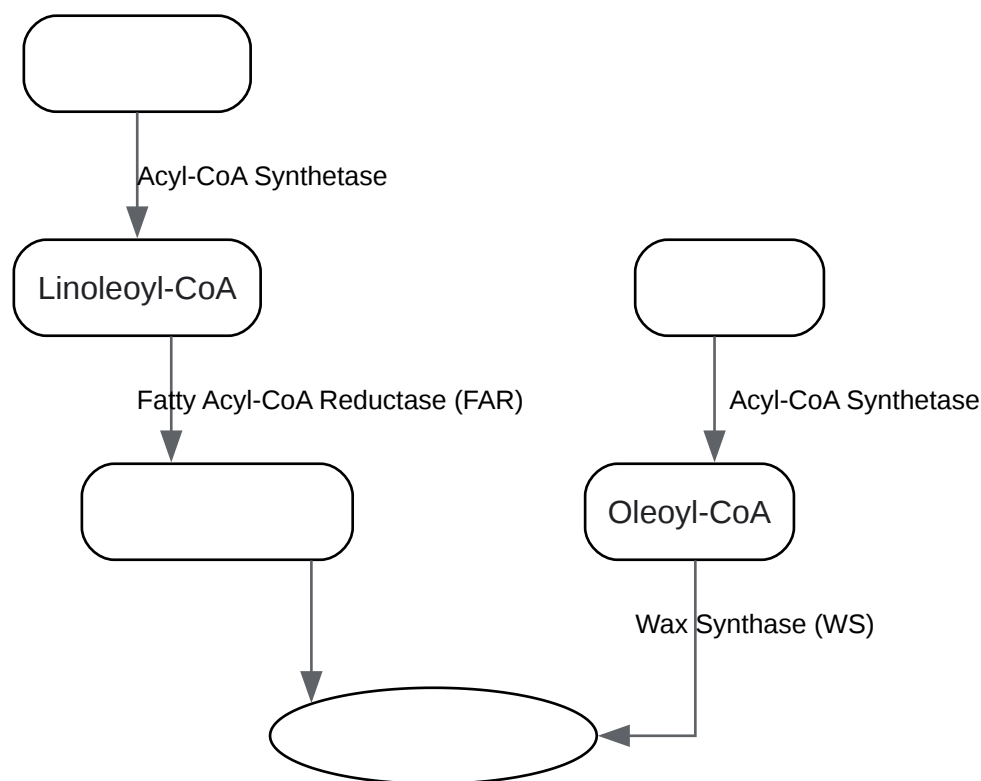 Acyl-CoA Synthetase
Linoleoyl-CoA
Fatty Acyl-CoA Reductase (FAR)
Acyl-CoA Synthetase
Oleoyl-CoA
Wax Synthase (WS)